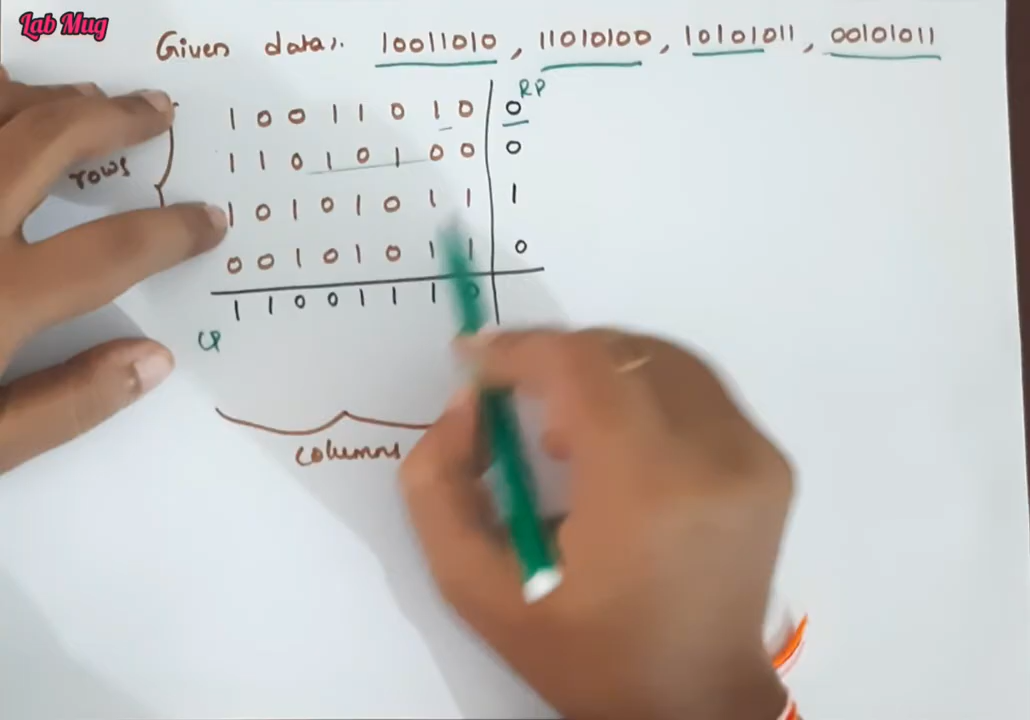 Lab Mug
Given data:. 10011010 , 11010100 , 10101011 , 00101011
RP
1 0 0 1 1 0 1 0 0
1 1 0 1 0 1 0 0 0
rows
1 0 1 0 1 0 1 1 1
0 0 1 0 1 0 1 1 0
1 1 0 0 1 1 1 0
CP
columns